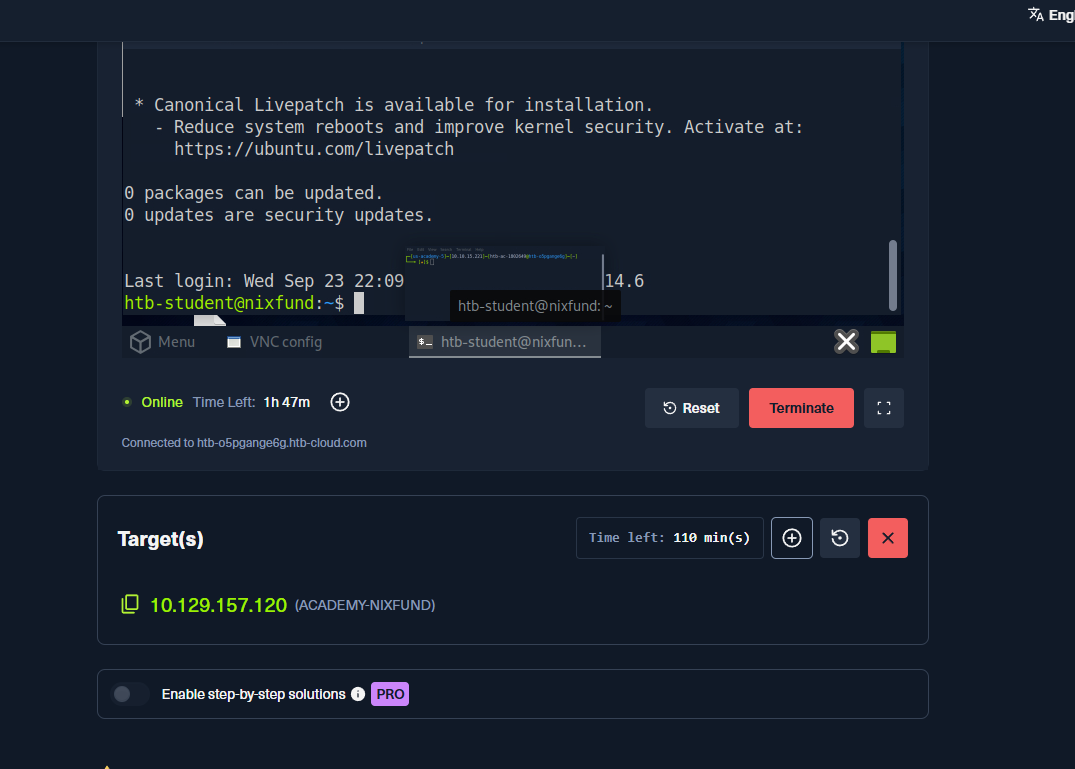 Engl
* Canonical Livepatch is available for installation.
- Reduce system reboots and improve kernel security. Activate at:
https://ubuntu.com/livepatch
0 packages can be updated.
0 updates are security updates.
Last login: Wed Sep 23 22:09
14.6
htb-student@nixfund:~$
htb-student@nixfund: ~
Menu
VNC config
htb-student@nixfun...
Online
Time Left: 1h 47m
Reset
Terminate
Connected to htb-o5pgange6g.htb-cloud.com
Target(s)
Time left: 110 min(s)
10.129.157.120 (ACADEMY-NIXFUND)
Enable step-by-step solutions
PRO